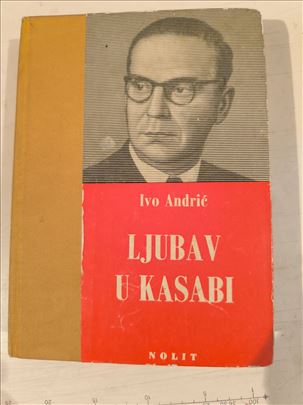 Ivo Andrić
LJUBAV
U KASABI
NOLIT